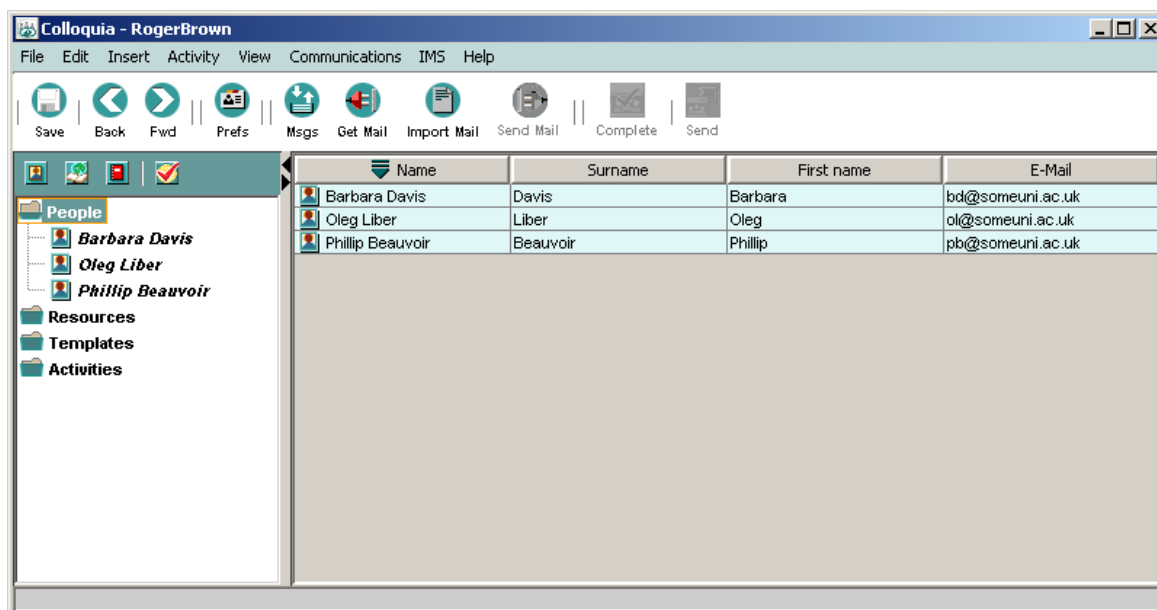 Colloquia - RogerBrown
File Edit Insert Activity View Communications IMS Help
Save Back Fwd Prefs Msgs Get Mail Import Mail Send Mail Complete Send
People
Barbara Davis
Oleg Liber
Phillip Beauvoir
Resources
Templates
Activities
Name Surname First name E-Mail
Barbara Davis Davis Barbara bd@someuni.ac.uk
Oleg Liber Liber Oleg ol@someuni.ac.uk
Phillip Beauvoir Beauvoir Phillip pb@someuni.ac.uk